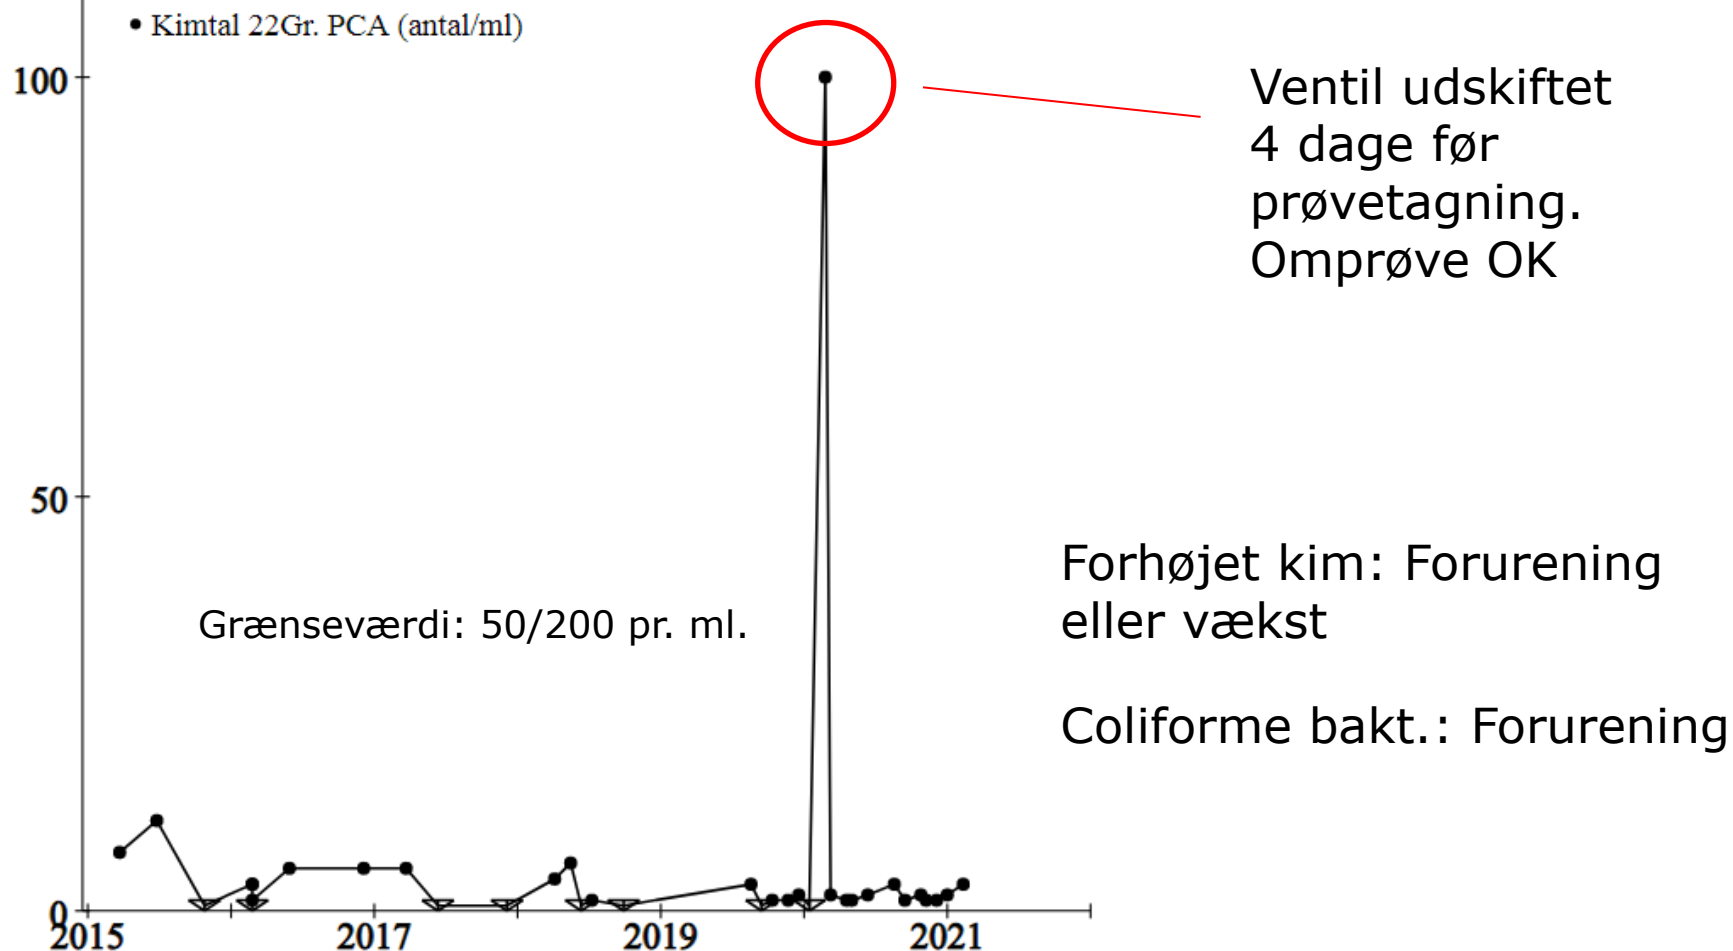 • Kimtal 22Gr. PCA (antal/ml)
100
50
0
2015
2017
2019
2021
Grænseværdi: 50/200 pr. ml.
Ventil udskiftet
4 dage før
prøvetagning.
Omprøve OK
Forhøjet kim: Forurening
eller vækst
Coliforme bakt.: Forurening